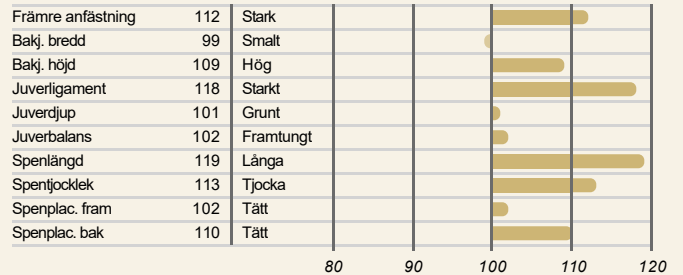 Främre anfästning 112 Stark
Bakj. bredd 99 Smalt
Bakj. höjd 109 Hög
Juverligament 118 Starkt
Juverdjup 101 Grunt
Juverbalans 102 Framtungt
Spenlängd 119 Långa
Spentjocklek 113 Tjocka
Spenplac. fram 102 Tätt
Spenplac. bak 110 Tätt
80 90 100 110 120